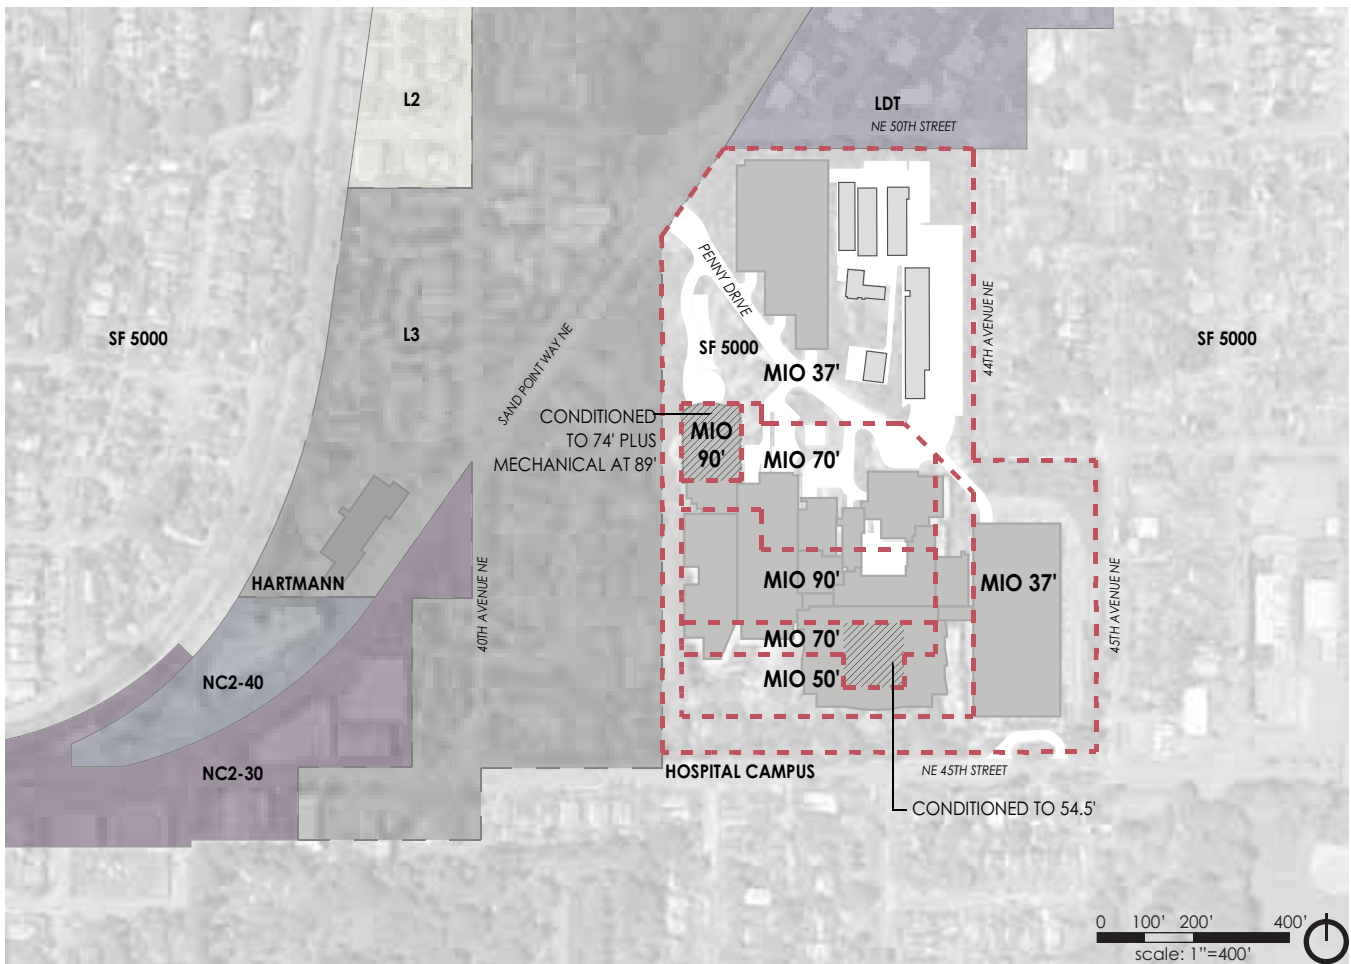 L2
LDT
NE 50TH STREET
PENNY DRIVE
SF 5000
L3
SAND POINT WAY NE
SF 5000
44TH AVENUE NE
SF 5000
MIO 37'
CONDITIONED
TO 74' PLUS
MECHANICAL AT 89'
MIO
90'
MIO 70'
HARTMANN
40TH AVENUE NE
MIO 90'
MIO 37'
45TH AVENUE NE
MIO 70'
MIO 50'
NC2-40
NC2-30
HOSPITAL CAMPUS
NE 45TH STREET
CONDITIONED TO 54.5'
0 100' 200' 400'
scale: 1"=400'